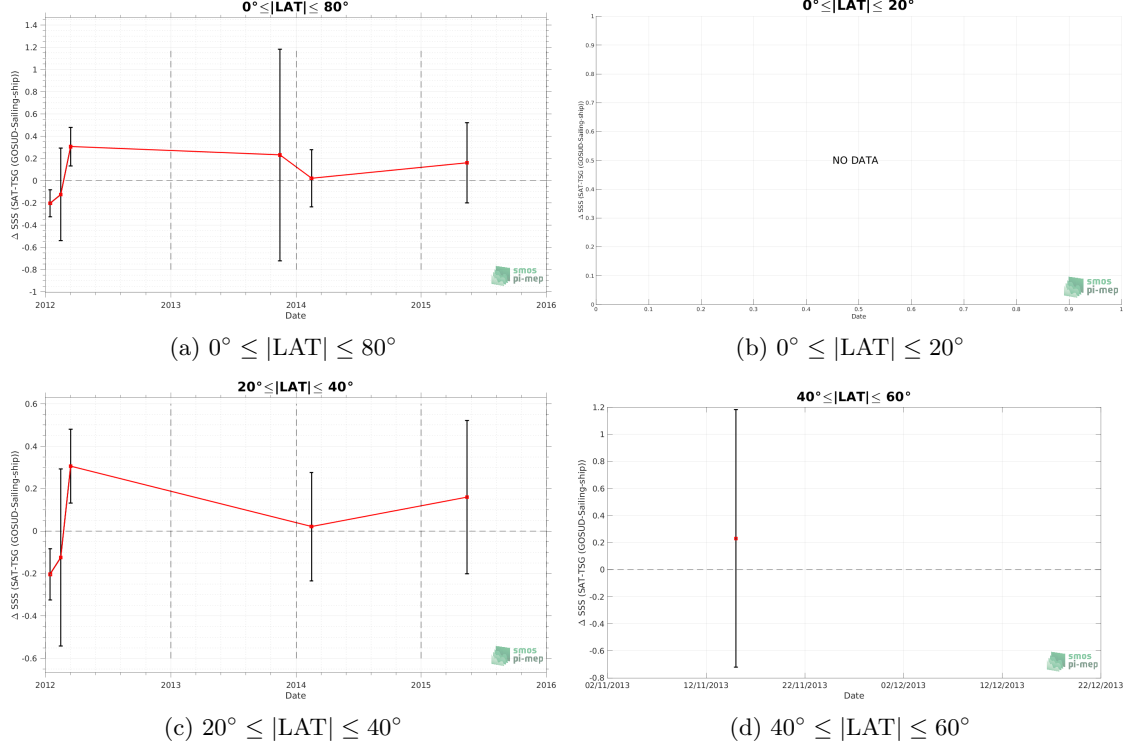 0°≤|LAT|≤ 80°
Δ SSS (SAT-TSG (GOSUD-Sailing-ship))
1.4
1.2
1
0.8
0.6
0.4
0.2
0
-0.2
-0.4
-0.6
-0.8
-1
2012
2013
2014
2015
2016
Date
smos
pi-mep
(a) 0° ≤ |LAT| ≤ 80°
0°≤|LAT|≤ 20°
Δ SSS (SAT-TSG (GOSUD-Sailing-ship))
1
0.9
0.8
0.7
0.6
0.5
0.4
0.3
0.2
0.1
0
NO DATA
0
0.1
0.2
0.3
0.4
0.5
0.6
0.7
0.8
0.9
1
Date
smos
pi-mep
(b) 0° ≤ |LAT| ≤ 20°
20°≤|LAT|≤ 40°
Δ SSS (SAT-TSG (GOSUD-Sailing-ship))
0.6
0.4
0.2
0
-0.2
-0.4
-0.6
2012
2013
2014
2015
2016
Date
smos
pi-mep
(c) 20° ≤ |LAT| ≤ 40°
40°≤|LAT|≤ 60°
Δ SSS (SAT-TSG (GOSUD-Sailing-ship))
1.2
1
0.8
0.6
0.4
0.2
0
-0.2
-0.4
-0.6
-0.8
02/11/2013
12/11/2013
22/11/2013
02/12/2013
12/12/2013
22/12/2013
Date
smos
pi-mep
(d) 40° ≤ |LAT| ≤ 60°